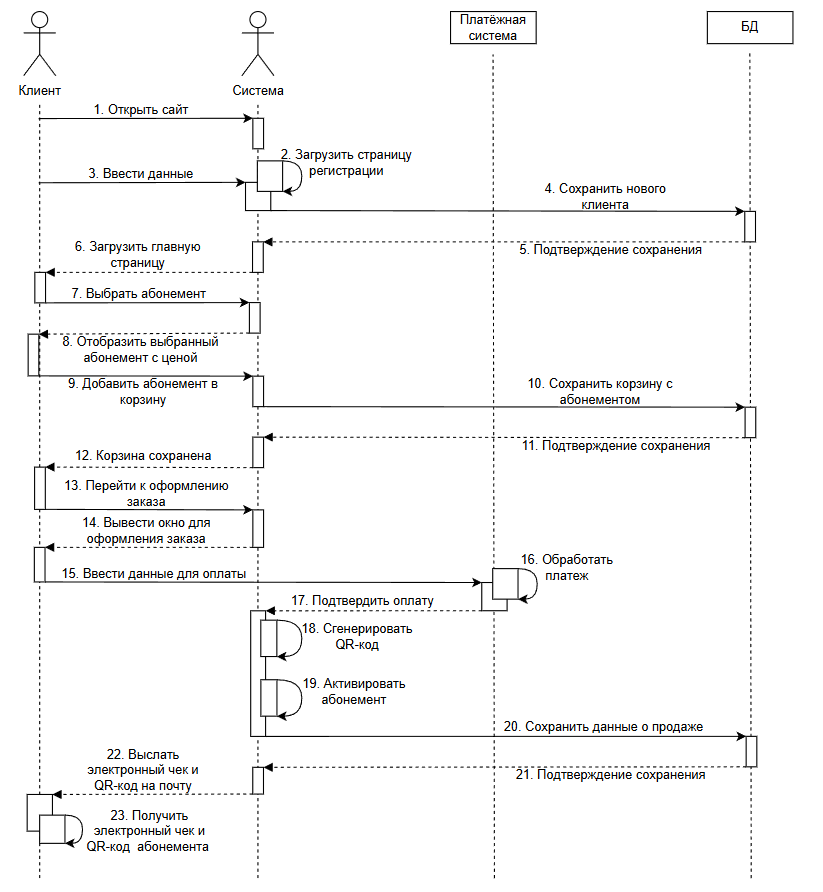 Платёжная
система
БД
Клиент
Система
1. Открыть сайт
2. Загрузить страницу
регистрации
3. Ввести данные
4. Сохранить нового
клиента
5. Подтверждение сохранения
6. Загрузить главную
страницу
7. Выбрать абонемент
8. Отобразить выбранный
абонемент с ценой
9. Добавить абонемент в
корзину
10. Сохранить корзину с
абонементом
11. Подтверждение сохранения
12. Корзина сохранена
13. Перейти к оформлению
заказа
14. Вывести окно для
оформления заказа
15. Ввести данные для оплаты
16. Обработать
платеж
17. Подтвердить оплату
18. Сгенерировать
QR-код
19. Активировать
абонемент
20. Сохранить данные о продаже
21. Подтверждение сохранения
22. Выслать
электронный чек и
QR-код на почту
23. Получить
электронный чек и
QR-код абонемента